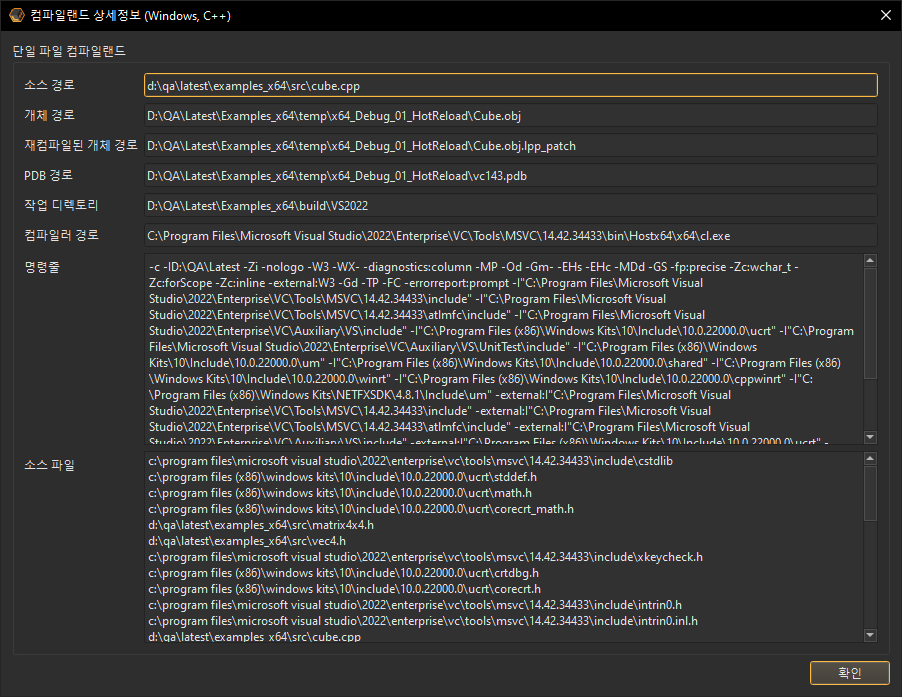 컴파일랜드 상세정보 (Windows, C++)
단일 파일 컴파일랜드
소스 경로
d:\qa\latest\examples_x64\src\cube.cpp
개체 경로
D:\QA\Latest\Examples_x64\temp\x64_Debug_01_HotReload\Cube.obj
재컴파일된 개체 경로
D:\QA\Latest\Examples_x64\temp\x64_Debug_01_HotReload\Cube.obj.lpp_patch
PDB 경로
D:\QA\Latest\Examples_x64\temp\x64_Debug_01_HotReload\vc143.pdb
작업 디렉토리
D:\QA\Latest\Examples_x64\build\VS2022
컴파일러 경로
C:\Program Files\Microsoft Visual Studio\2022\Enterprise\VC\Tools\MSVC\14.42.34433\bin\Hostx64\x64\cl.exe
명령줄
-c -ID:\QA\Latest -Zi -nologo -W3 -WX- -diagnostics:column -MP -Od -Gm- -EHs -EHc -MDd -GS -fp:precise -Zc:wchar_t -
Zc:forScope -Zc:inline -external:W3 -Gd -TP -FC -errorreport:prompt -I"C:\Program Files\Microsoft Visual
Studio\2022\Enterprise\VC\Tools\MSVC\14.42.34433\include" -I"C:\Program Files\Microsoft Visual
Studio\2022\Enterprise\VC\Tools\MSVC\14.42.34433\atlmfc\include" -I"C:\Program Files\Microsoft Visual
Studio\2022\Enterprise\VC\Auxiliary\VS\include" -I"C:\Program Files (x86)\Windows Kits\10\Include\10.0.22000.0\ucrt" -I"C:\Program
Files\Microsoft Visual Studio\2022\Enterprise\VC\Auxiliary\VS\UnitTest\include" -I"C:\Program Files (x86)\Windows
Kits\10\Include\10.0.22000.0\um" -I"C:\Program Files (x86)\Windows Kits\10\Include\10.0.22000.0\shared" -I"C:\Program Files (x86)
\Windows Kits\10\Include\10.0.22000.0\winrt" -I"C:\Program Files (x86)\Windows Kits\10\Include\10.0.22000.0\cppwinrt" -I"C:
\Program Files (x86)\Windows Kits\NETFXSDK\4.8.1\Include\um" -external:I"C:\Program Files\Microsoft Visual
Studio\2022\Enterprise\VC\Tools\MSVC\14.42.34433\include" -external:I"C:\Program Files\Microsoft Visual
Studio\2022\Enterprise\VC\Tools\MSVC\14.42.34433\atlmfc\include" -external:I"C:\Program Files\Microsoft Visual
Studio\2022\Enterprise\VC\Auxiliary\VS\include" -external:I"C:\Program Files (x86)\Windows Kits\10\Include\10.0.22000.0\ucrt" -
소스 파일
c:\program files\microsoft visual studio\2022\enterprise\vc\tools\msvc\14.42.34433\include\cstdlib
c:\program files (x86)\windows kits\10\include\10.0.22000.0\ucrt\stddef.h
c:\program files (x86)\windows kits\10\include\10.0.22000.0\ucrt\math.h
c:\program files (x86)\windows kits\10\include\10.0.22000.0\ucrt\corecrt_math.h
d:\qa\latest\examples_x64\src\matrix4x4.h
d:\qa\latest\examples_x64\src\vec4.h
c:\program files\microsoft visual studio\2022\enterprise\vc\tools\msvc\14.42.34433\include\xkeycheck.h
c:\program files (x86)\windows kits\10\include\10.0.22000.0\ucrt\crtdbg.h
c:\program files (x86)\windows kits\10\include\10.0.22000.0\ucrt\corecrt.h
c:\program files\microsoft visual studio\2022\enterprise\vc\tools\msvc\14.42.34433\include\intrin0.h
c:\program files\microsoft visual studio\2022\enterprise\vc\tools\msvc\14.42.34433\include\intrin0.inl.h
d:\qa\latest\examples_x64\src\cube.cpp
확인